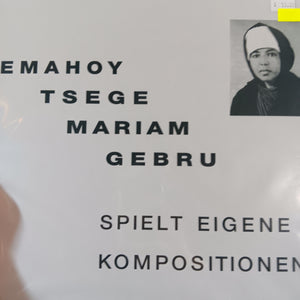 EMAHOY
TSEGE
MARIAM
GEBRU
SPIELT EIGENE
KOMPOSITIONEN